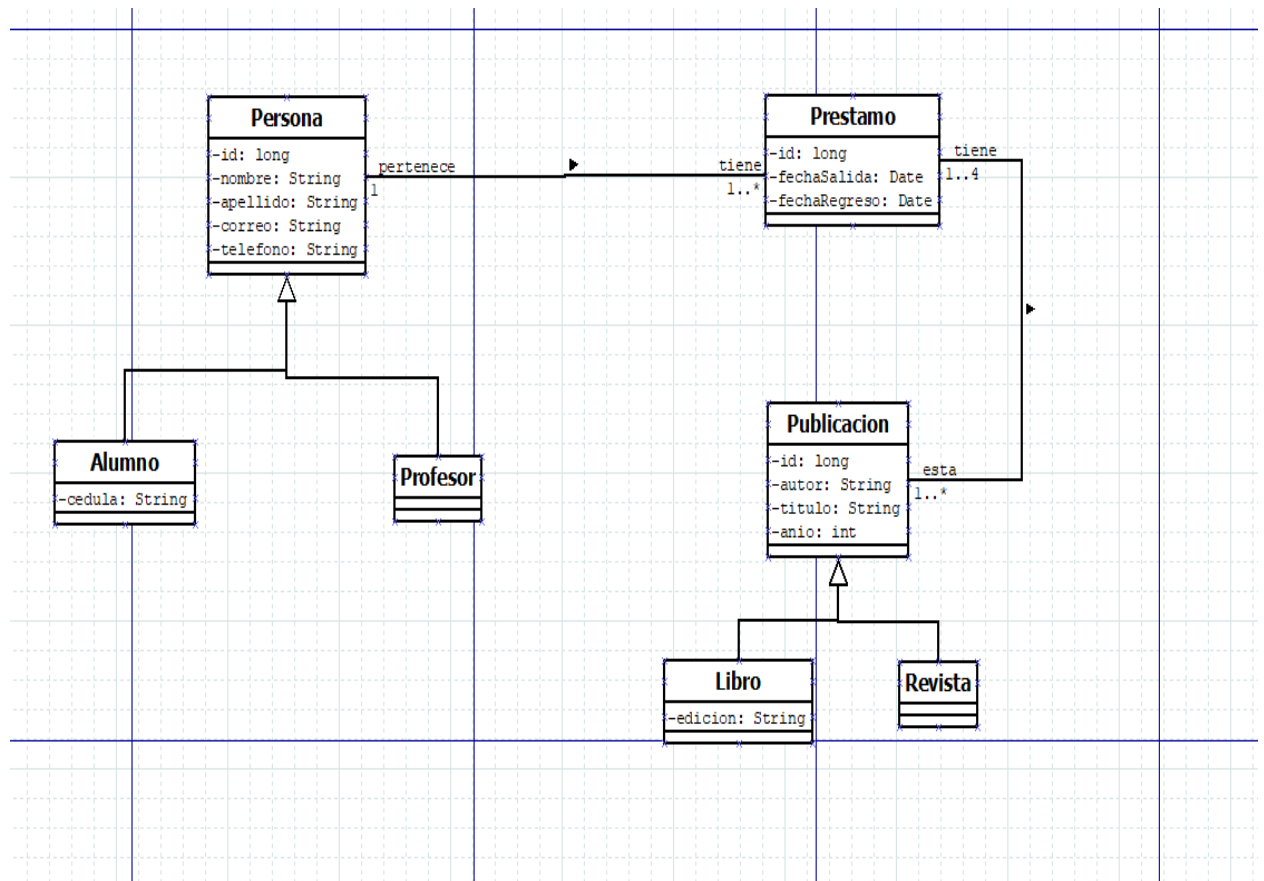 Persona
-id: long
-nombre: String
-apellido: String
-correo: String
-telefono: String
pertenece
1
tiene
1..*
Prestamo
-id: long
-fechaSalida: Date
-fechaRegreso: Date
tiene
1..4
Alumno
-cedula: String
Profesor
Publicacion
-id: long
-autor: String
-titulo: String
-anio: int
esta
1..*
Libro
-edicion: String
Revista